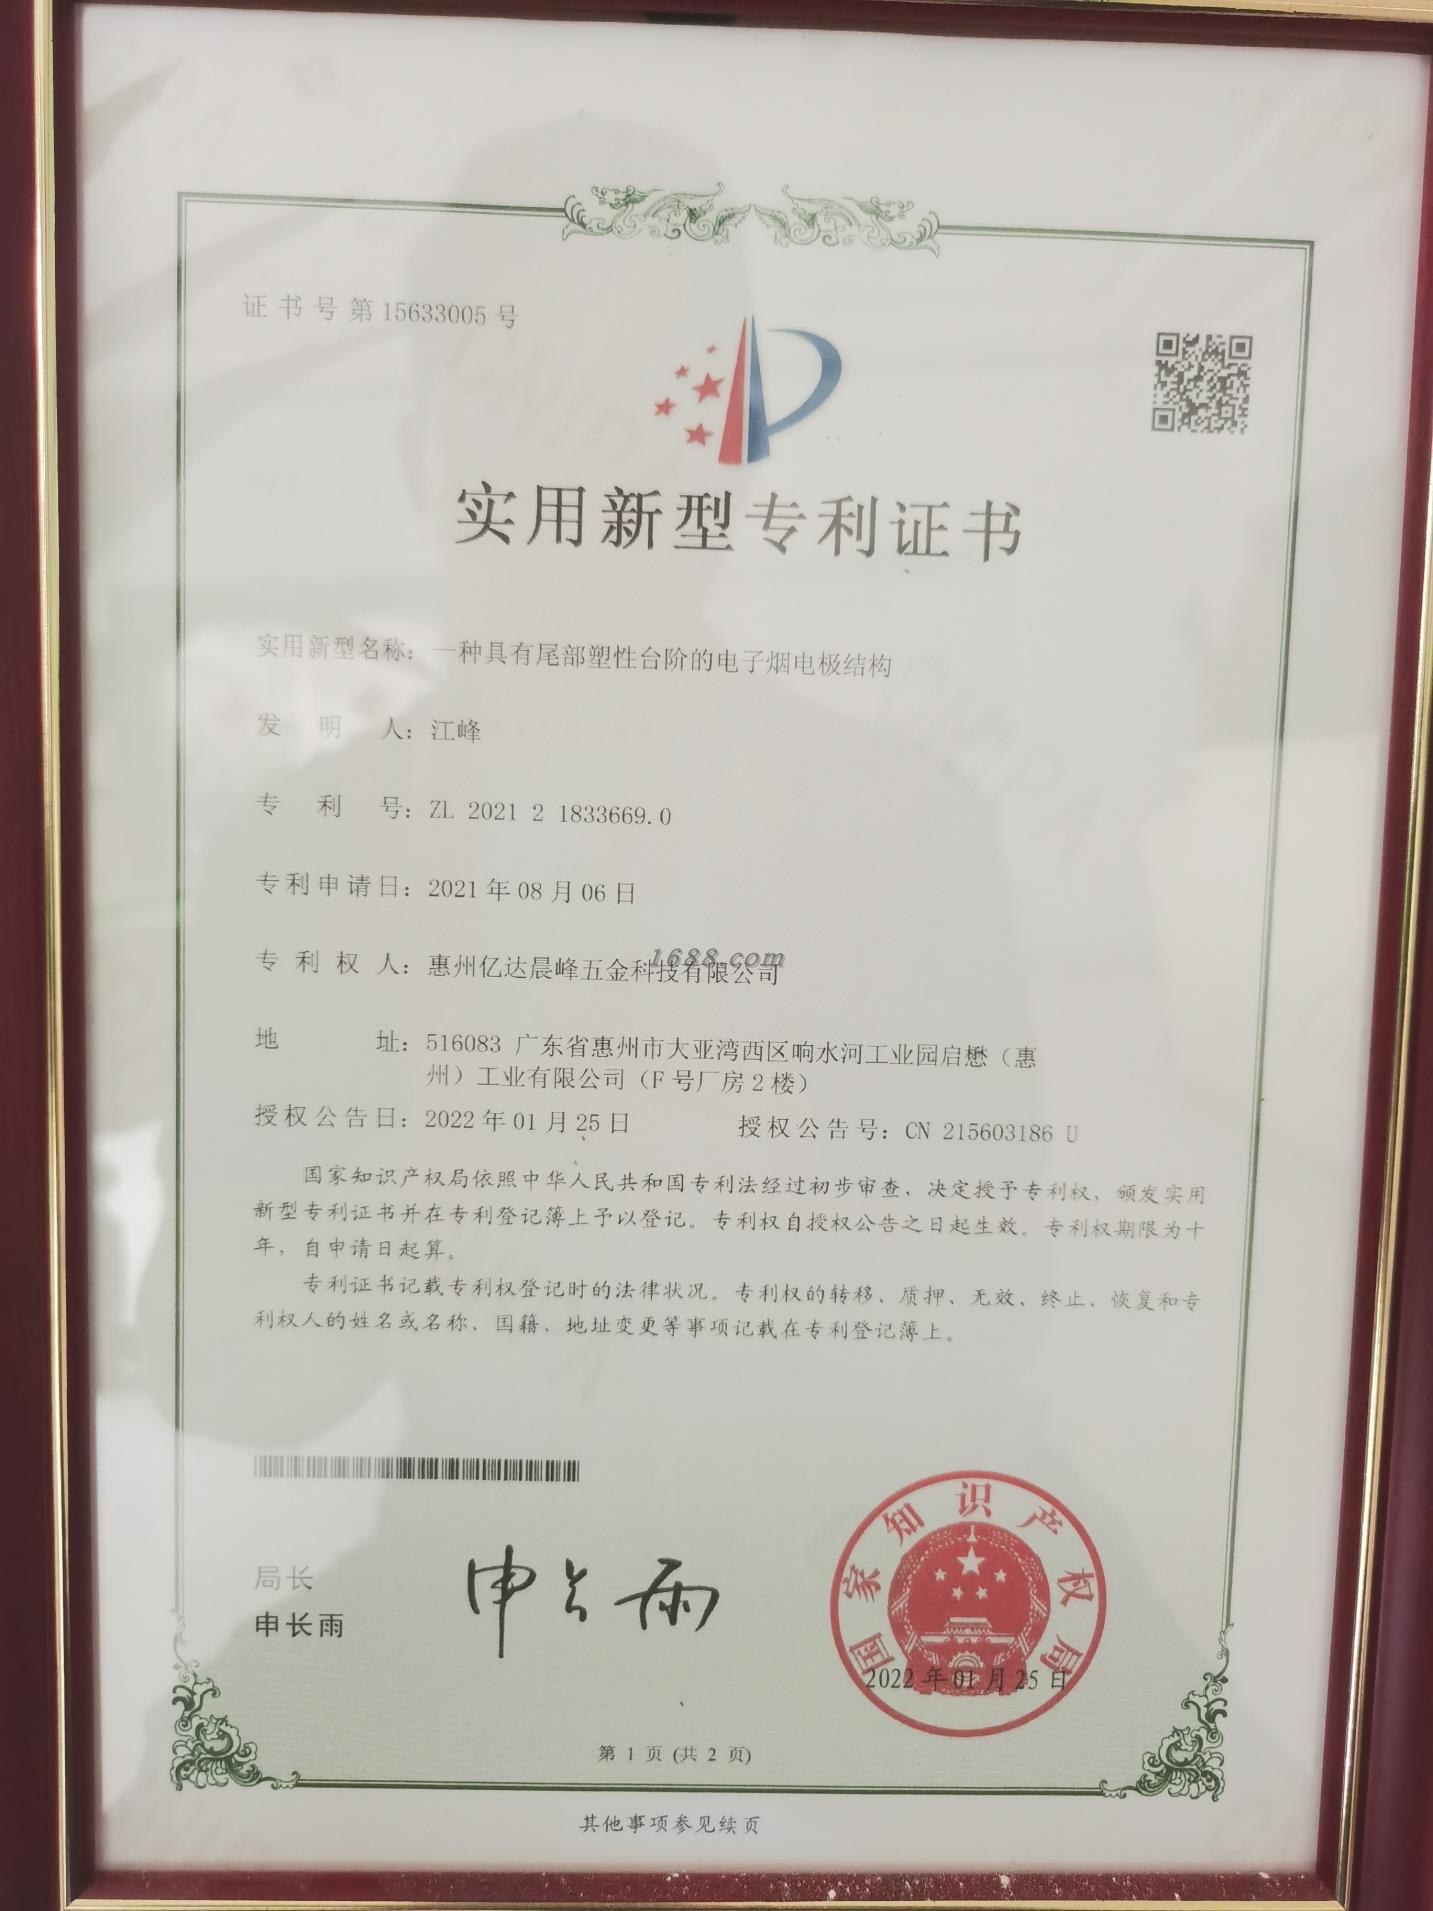 证书号第15633005号
实用新型专利证书
实用新型名称：一种具有尾部塑性台阶的电子烟电极结构
发明人：江峰
专利号：ZL 2021 2 1833669.0
专利申请日：2021年08月06日
专利权人：惠州亿达晨峰五金科技有限公司
1688.com
地址：516083 广东省惠州市大亚湾西区响水河工业园启懋（惠
州）工业有限公司（F号厂房2楼）
授权公告日：2022年01月25日 授权公告号：CN 215603186 U
国家知识产权局依照中华人民共和国专利法经过初步审查，决定授予专利权，颁发实用
新型专利证书并在专利登记簿上予以登记。专利权自授权公告之日起生效。专利权期限为十
年，自申请日起算。
专利证书记载专利权登记时的法律状况。专利权的转移、质押、无效、终止、恢复和专
利权人的姓名或名称、国籍、地址变更等事项记载在专利登记簿上。
局长
申长雨
申长雨
国家知识产权局
2022年01月25日
第 1 页 (共 2 页)
其他事项参见续页